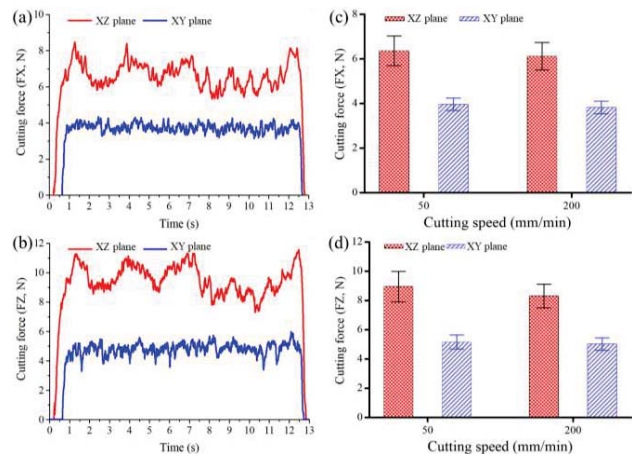 (a)
XZ plane XY plane
Cutting force (FX, N)
10
8
6
4
2
0
0 1 2 3 4 5 6 7 8 9 10 11 12 13
Time (s)
(c)
XZ plane XY plane
Cutting force (FX, N)
8
6
4
2
0
50 200
Cutting speed (mm/min)
(b)
XZ plane XY plane
Cutting force (FZ, N)
12
10
8
6
4
2
0
0 1 2 3 4 5 6 7 8 9 10 11 12 13
Time (s)
(d)
XZ plane XY plane
Cutting force (FZ, N)
12
10
8
6
4
2
0
50 200
Cutting speed (mm/min)